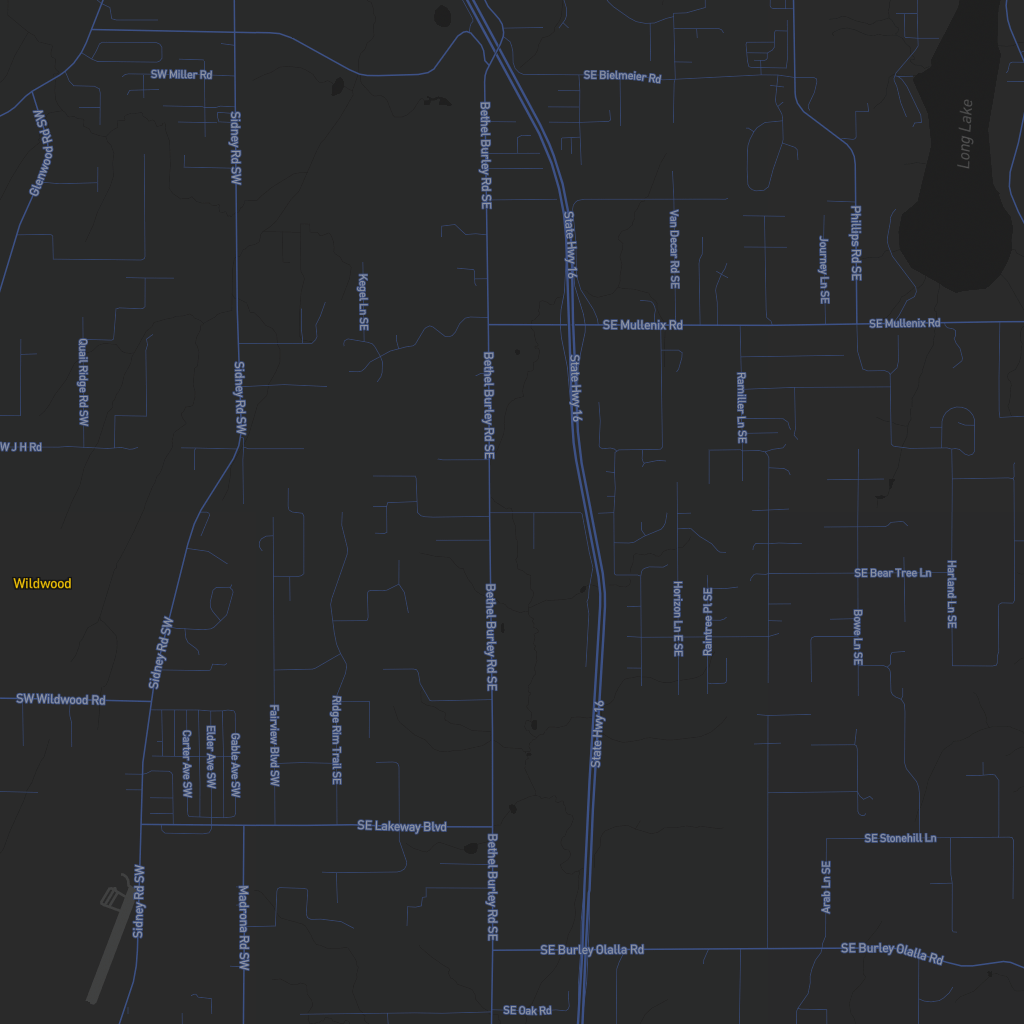 SW Miller Rd
SE Bielmeier Rd
Glenwood Rd SW
Sidney Rd SW
Bethel Burley Rd SE
Long Lake
State Hwy 16
Van Decar Rd SE
Phillips Rd SE
Journey Ln SE
Kegel Ln SE
SE Mullenix Rd
SE Mullenix Rd
Quail Ridge Rd SW
Sidney Rd SW
Bethel Burley Rd SE
State Hwy 16
Ramiller Ln SE
W J H Rd
Wildwood
SE Bear Tree Ln
Harland Ln SE
Bethel Burley Rd SE
Horizon Ln E SE
Raintree Pl SE
Bowe Ln SE
Sidney Rd SW
SW Wildwood Rd
Carter Ave SW
Elder Ave SW
Gable Ave SW
Fairview Blvd SW
Ridge Rim Trail SE
State Hwy 16
SE Lakeway Blvd
SE Stonehill Ln
Bethel Burley Rd SE
Arab Ln SE
Sidney Rd SW
Madrona Rd SW
SE Burley Olalla Rd
SE Burley Olalla Rd
SE Oak Rd